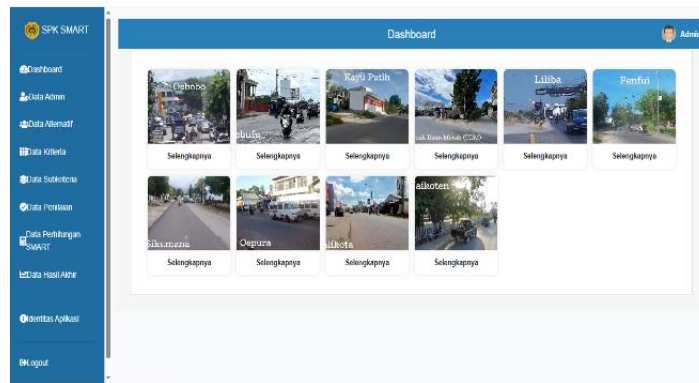 SPK SMART
Dashboard
Data Admin
Data Alternatif
Data Kriteria
Data Subkriteria
Data Penilaian
Data Perhitungan
SMART
Data Hasil Akhir
Identitas Aplikasi
Logout
Dashboard
Admin
Oebobo
ebufu
Kayu Putih
Liliba
Penfui
Selengkapnya
Selengkapnya
Selengkapnya
Selengkapnya
Selengkapnya
Selengkapnya
Sikumana
Oepura
aikoten
Selengkapnya
Selengkapnya
Selengkapnya
Selengkapnya